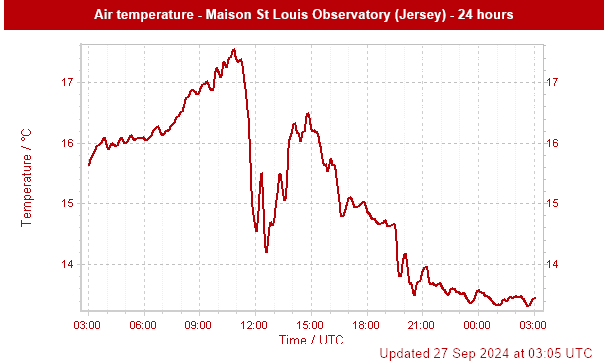 Air temperature - Maison St Louis Observatory (Jersey) - 24 hours
Temperature / °C
17
16
15
14
17
16
15
14
03:00 06:00 09:00 12:00 15:00 18:00 21:00 00:00 03:00
Time / UTC
Updated 27 Sep 2024 at 03:05 UTC